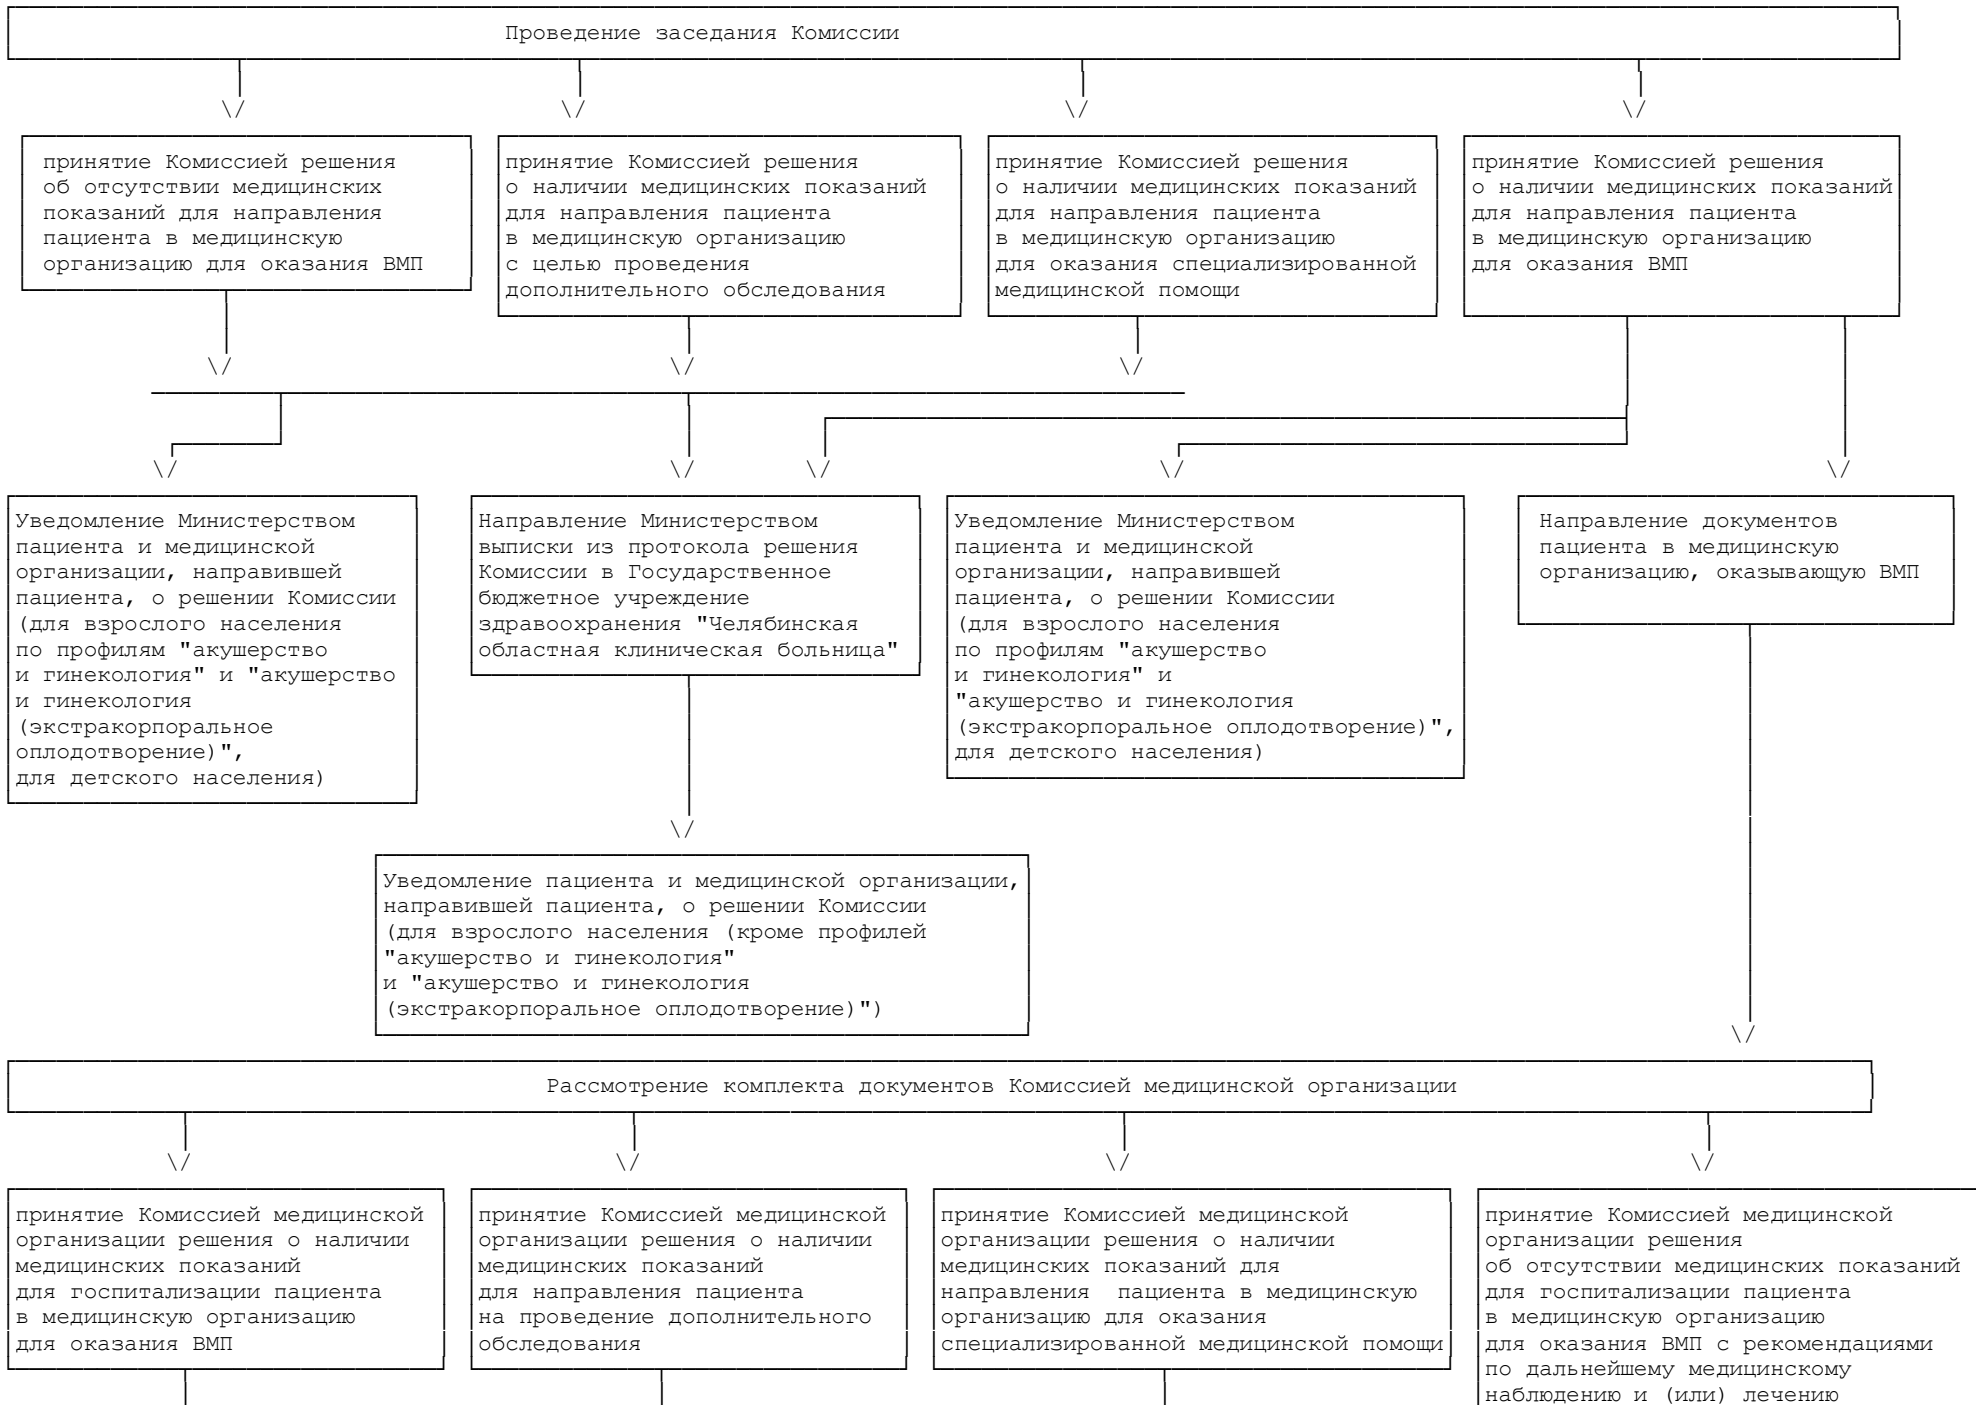 Проведение заседания Комиссии
принятие Комиссией решения
об отсутствии медицинских
показаний для направления
пациента в медицинскую
организацию для оказания ВМП
принятие Комиссией решения
о наличии медицинских показаний
для направления пациента
в медицинскую организацию
с целью проведения
дополнительного обследования
принятие Комиссией решения
о наличии медицинских показаний
для направления пациента
в медицинскую организацию
для оказания специализированной
медицинской помощи
принятие Комиссией решения
о наличии медицинских показаний
для направления пациента
в медицинскую организацию
для оказания ВМП
Уведомление Министерством
пациента и медицинской
организации, направившей
пациента, о решении Комиссии
(для взрослого населения
по профилям "акушерство
и гинекология" и "акушерство
и гинекология
(экстракорпоральное
оплодотворение)",
для детского населения)
Направление Министерством
выписки из протокола решения
Комиссии в Государственное
бюджетное учреждение
здравоохранения "Челябинская
областная клиническая больница"
Уведомление Министерством
пациента и медицинской
организации, направившей
пациента, о решении Комиссии
(для взрослого населения
по профилям "акушерство
и гинекология" и
"акушерство и гинекология
(экстракорпоральное оплодотворение)",
для детского населения)
Направление документов
пациента в медицинскую
организацию, оказывающую ВМП
Уведомление пациента и медицинской организации,
направившей пациента, о решении Комиссии
(для взрослого населения (кроме профилей
"акушерство и гинекология"
и "акушерство и гинекология
(экстракорпоральное оплодотворение)")
Рассмотрение комплекта документов Комиссией медицинской организации
принятие Комиссией медицинской
организации решения о наличии
медицинских показаний
для госпитализации пациента
в медицинскую организацию
для оказания ВМП
принятие Комиссией медицинской
организации решения о наличии
медицинских показаний
для направления пациента
на проведение дополнительного
обследования
принятие Комиссией медицинской
организации решения о наличии
медицинских показаний для
направления  пациента в медицинскую
организацию для оказания
специализированной медицинской помощи
принятие Комиссией медицинской
организации решения
об отсутствии медицинских показаний
для госпитализации пациента
в медицинскую организацию
для оказания ВМП с рекомендациями
по дальнейшему медицинскому
наблюдению и (или) лечению